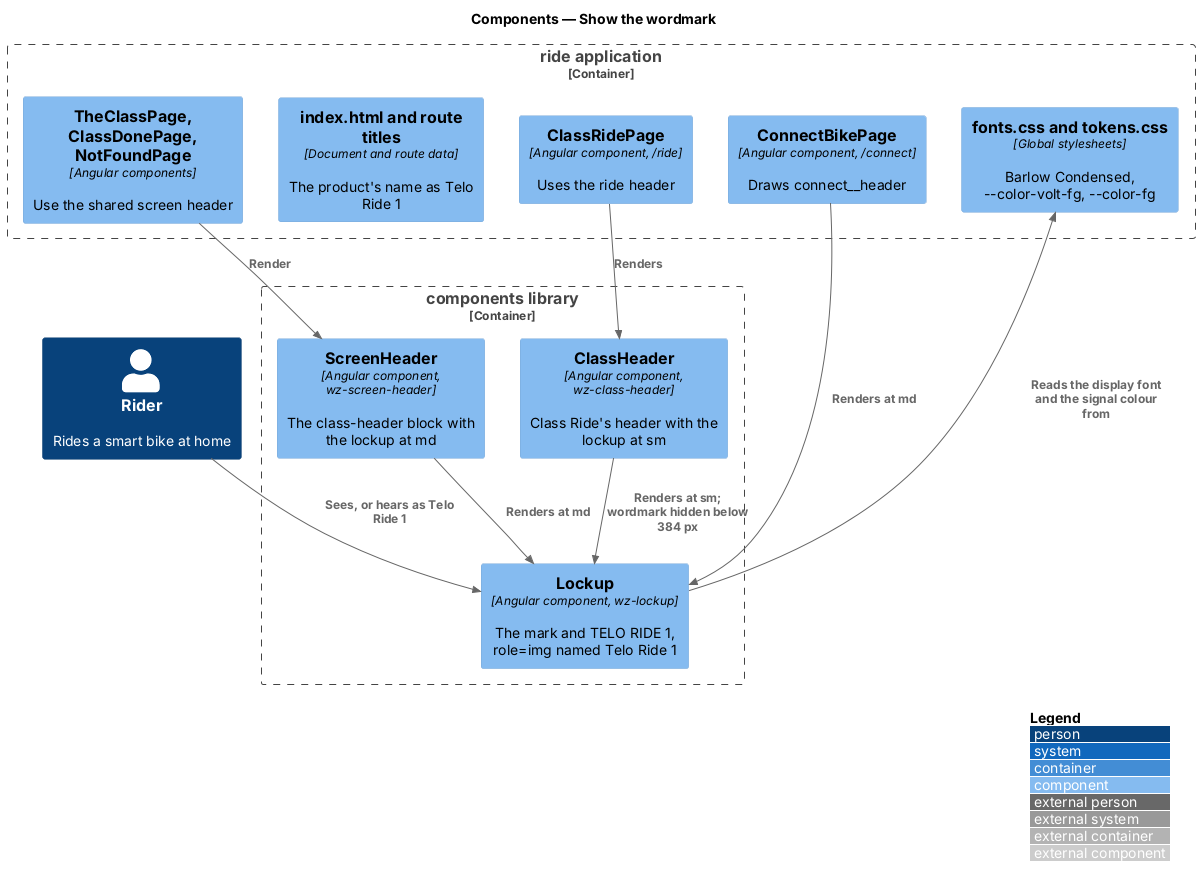 Components — Show the wordmark
ride application
[Container]
TheClassPage,
ClassDonePage,
NotFoundPage
[Angular components]
Use the shared screen header
index.html and route
titles
[Document and route data]
The product's name as Telo
Ride 1
ClassRidePage
[Angular component, /ride]
Uses the ride header
ConnectBikePage
[Angular component, /connect]
Draws connect__header
fonts.css and tokens.css
[Global stylesheets]
Barlow Condensed,
--color-volt-fg, --color-fg
Render
Renders
components library
[Container]
Rider
Rides a smart bike at home
ScreenHeader
[Angular component,
wz-screen-header]
The class-header block with
the lockup at md
ClassHeader
[Angular component,
wz-class-header]
Class Ride's header with the
lockup at sm
Renders at md
Reads the display font
and the signal colour
from
Sees, or hears as Telo
Ride 1
Renders at md
Renders at sm;
wordmark hidden below
384 px
Lockup
[Angular component, wz-lockup]
The mark and TELO RIDE 1,
role=img named Telo Ride 1
Legend
person
system
container
component
external person
external system
external container
external component